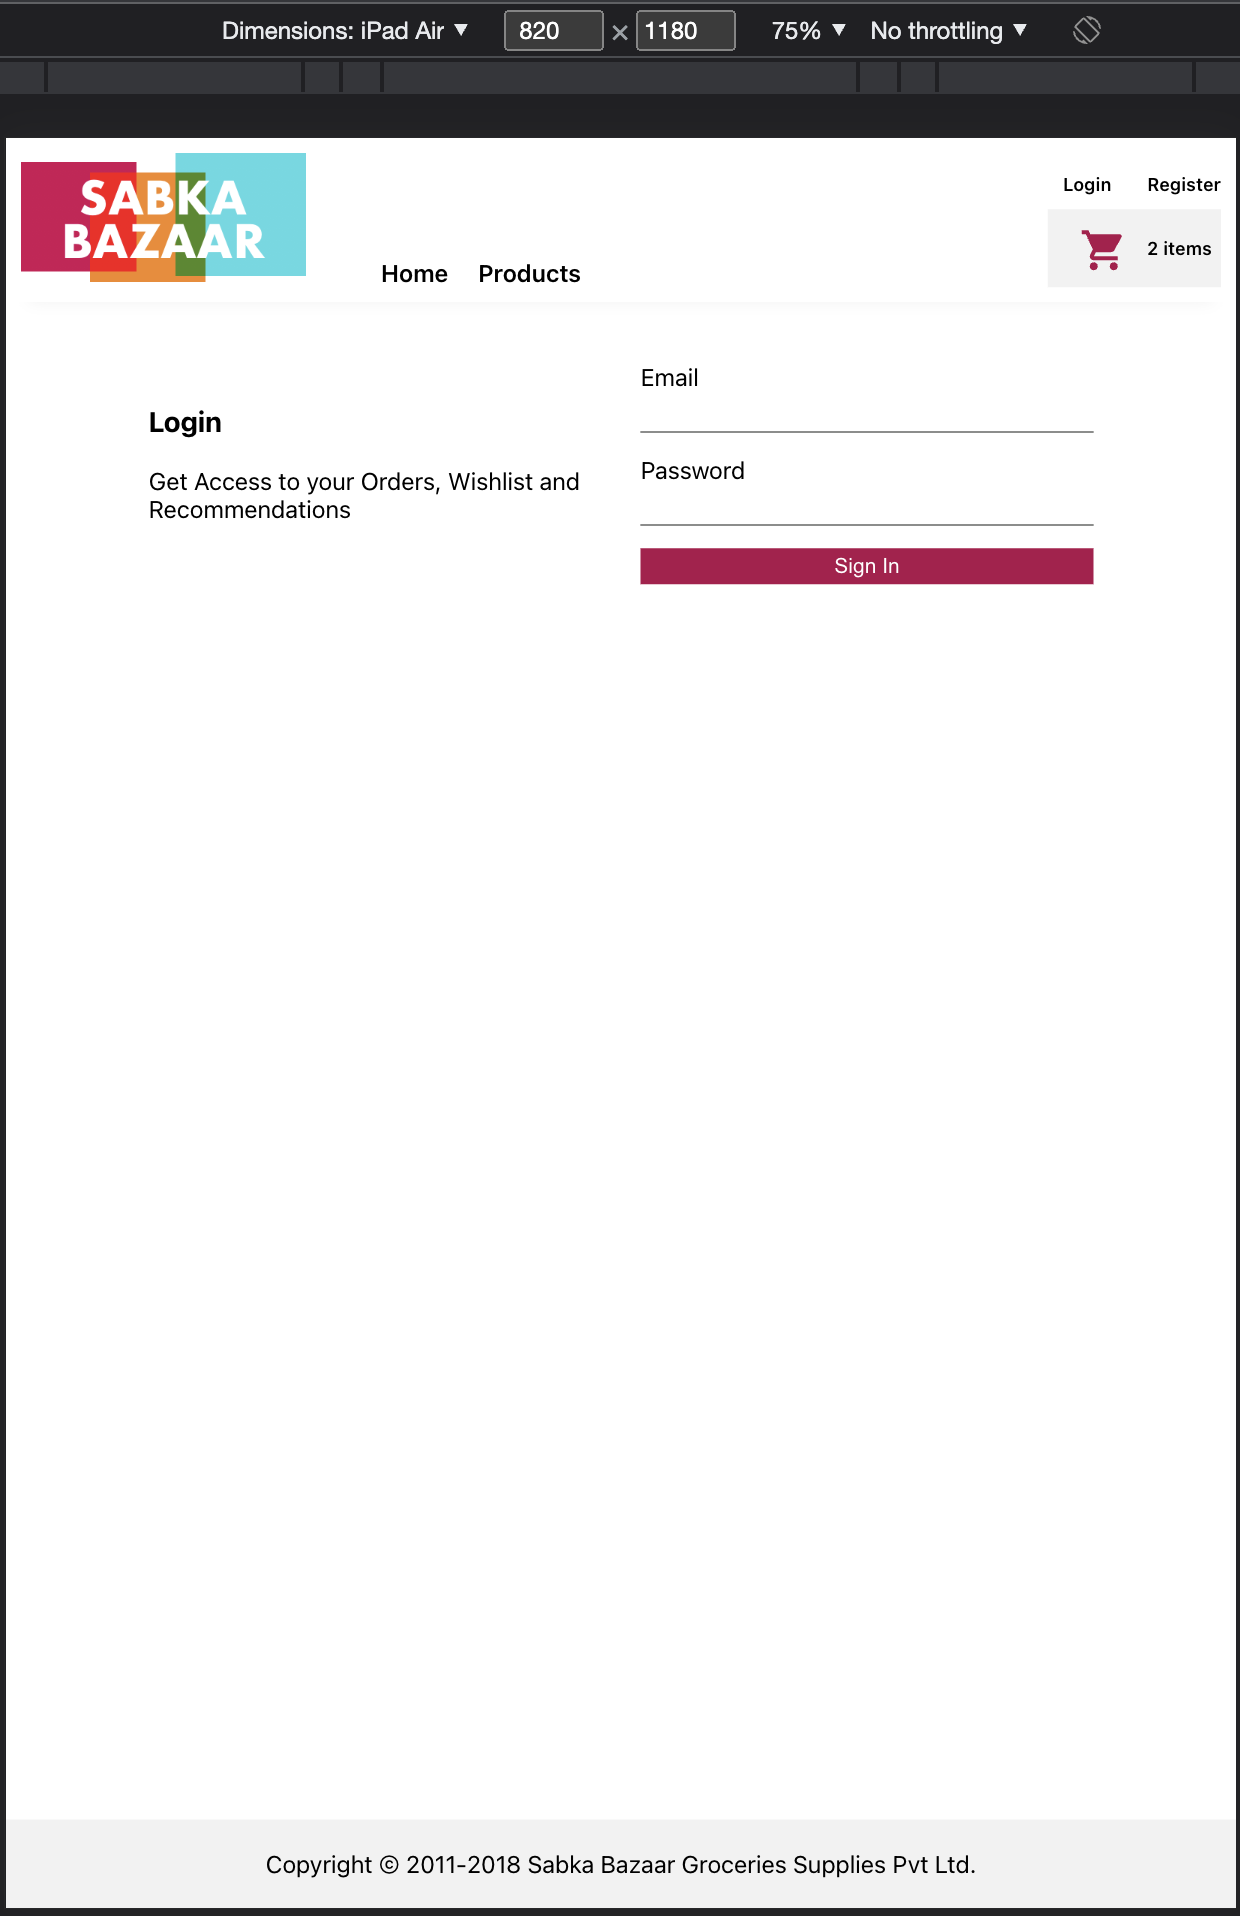 Dimensions: iPad Air ▼ 820 × 1180 75% ▼ No throttling ▼
SABKA
BAZAAR
Home Products
Login Register
2 items
Login
Get Access to your Orders, Wishlist and
Recommendations
Email
Password
Sign In
Copyright © 2011-2018 Sabka Bazaar Groceries Supplies Pvt Ltd.